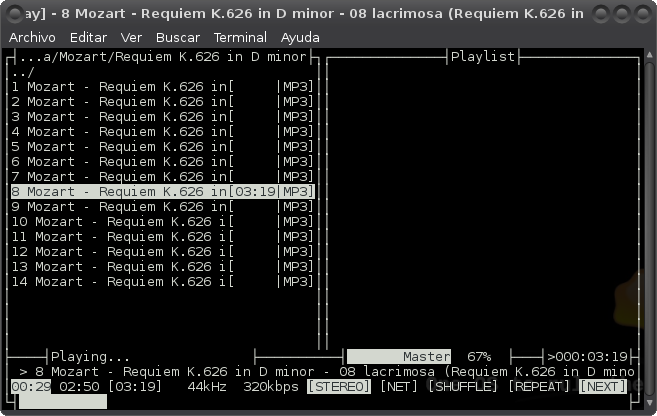 ay] - 8 Mozart - Requiem K.626 in D minor - 08 lacrimosa (Requiem K.626 in
Archivo Editar Ver Buscar Terminal Ayuda
...a/Mozart/Requiem K.626 in D minor
Playlist
../
1 Mozart - Requiem K.626 in[ |MP3]
2 Mozart - Requiem K.626 in[ |MP3]
3 Mozart - Requiem K.626 in[ |MP3]
4 Mozart - Requiem K.626 in[ |MP3]
5 Mozart - Requiem K.626 in[ |MP3]
6 Mozart - Requiem K.626 in[ |MP3]
7 Mozart - Requiem K.626 in[ |MP3]
8 Mozart - Requiem K.626 in[03:19|MP3]
9 Mozart - Requiem K.626 in[ |MP3]
10 Mozart - Requiem K.626 i[ |MP3]
11 Mozart - Requiem K.626 i[ |MP3]
12 Mozart - Requiem K.626 i[ |MP3]
13 Mozart - Requiem K.626 i[ |MP3]
14 Mozart - Requiem K.626 i[ |MP3]
Playing... Master 67% >000:03:19
> 8 Mozart - Requiem K.626 in D minor - 08 lacrimosa (Requiem K.626 in D mino
00:29 02:50 [03:19] 44kHz 320kbps [STEREO] [NET] [SHUFFLE] [REPEAT] [NEXT]